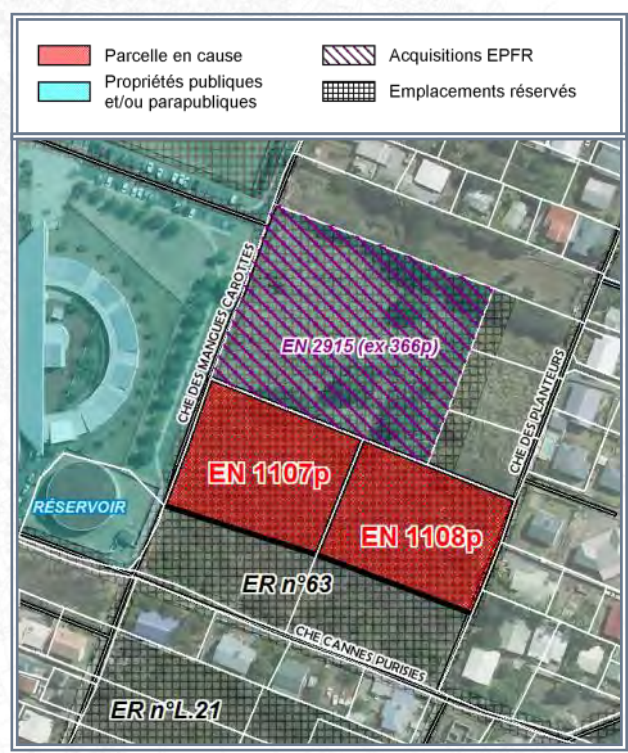 Parcelle en cause
Propriétés publiques
et/ou parapubliques
Acquisitions EPFR
Emplacements réservés
CHE DES MANGUES CAROTTES
EN 2915 (ex 366p)
CHE DES PLANTEURS
EN 1107p
RÉSERVOIR
EN 1108p
ER n°63
CHE CANNES PURISIES
ER n°L.21